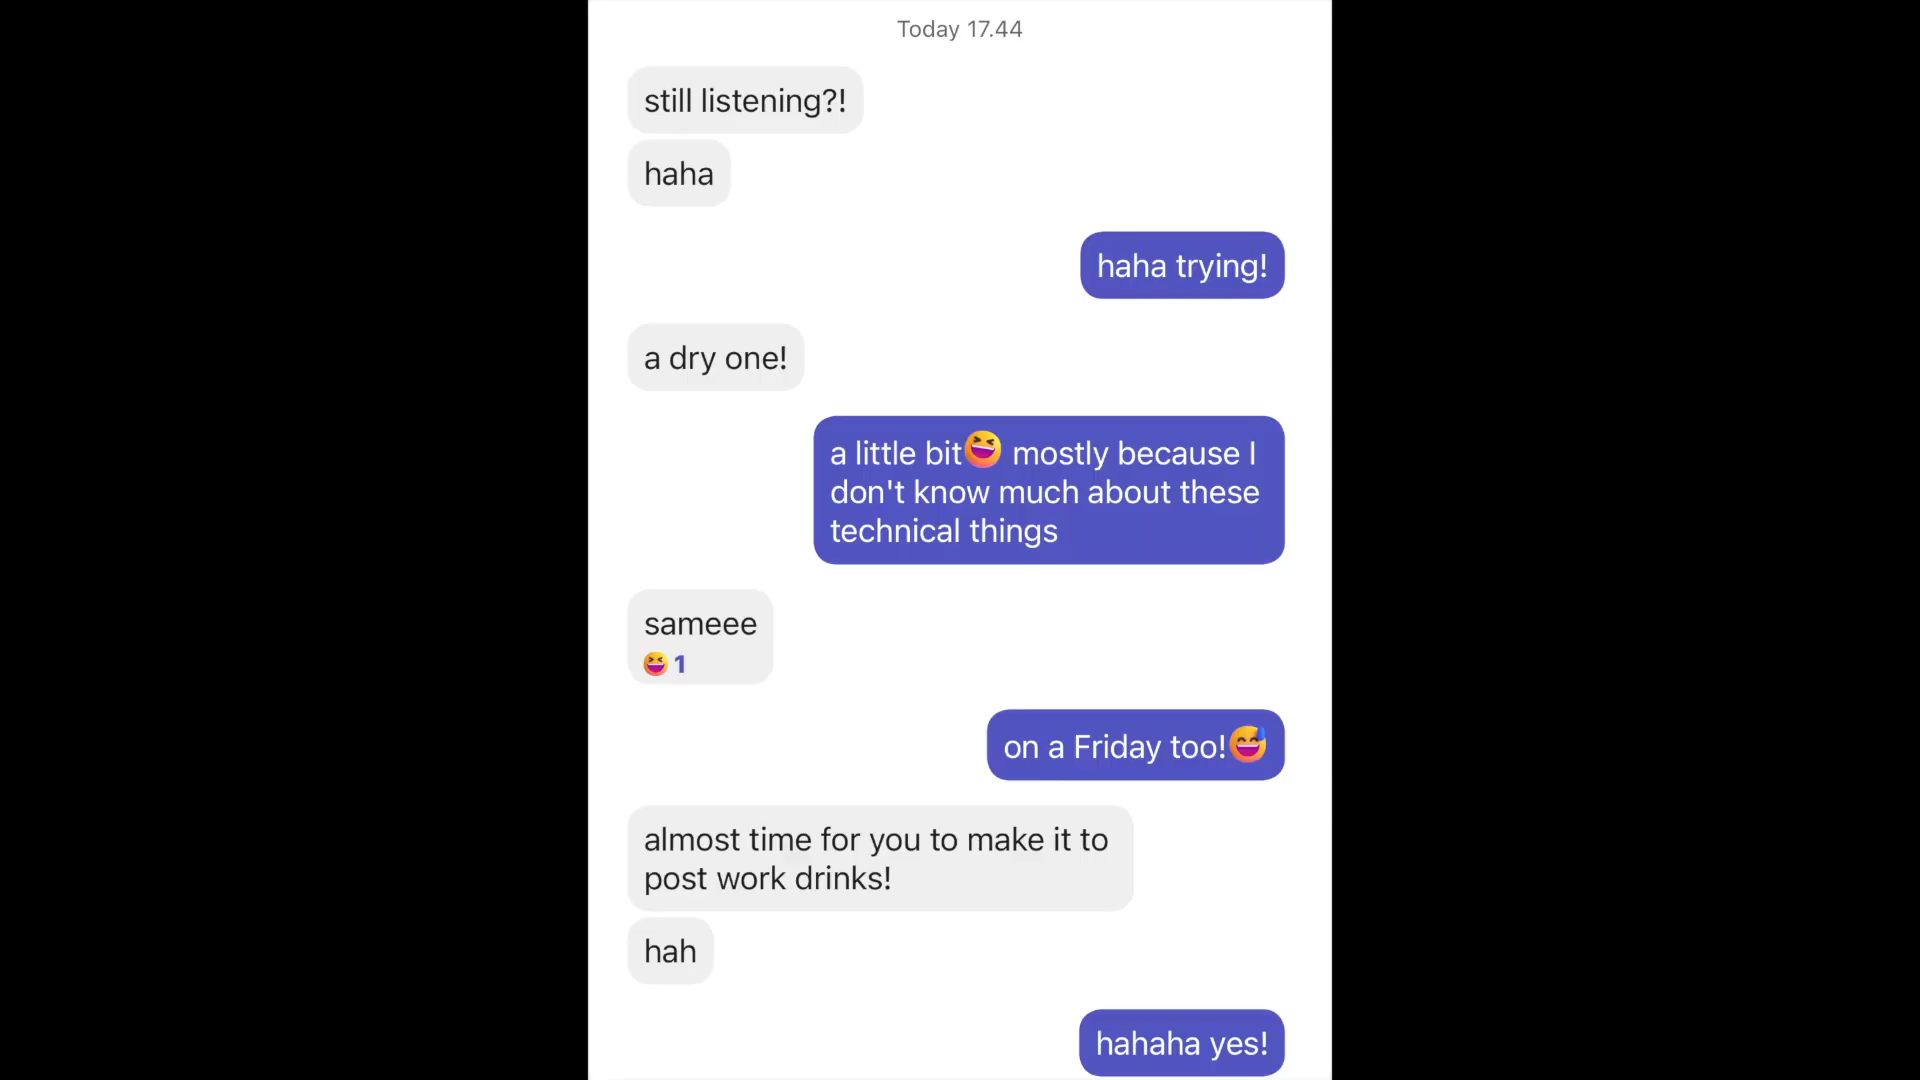 Today 17.44
still listening?!
haha
haha trying!
a dry one!
a little bit😆 mostly because I
don't know much about these
technical things
sameee
😆 1
on a Friday too!😅
almost time for you to make it to
post work drinks!
hah
hahaha yes!